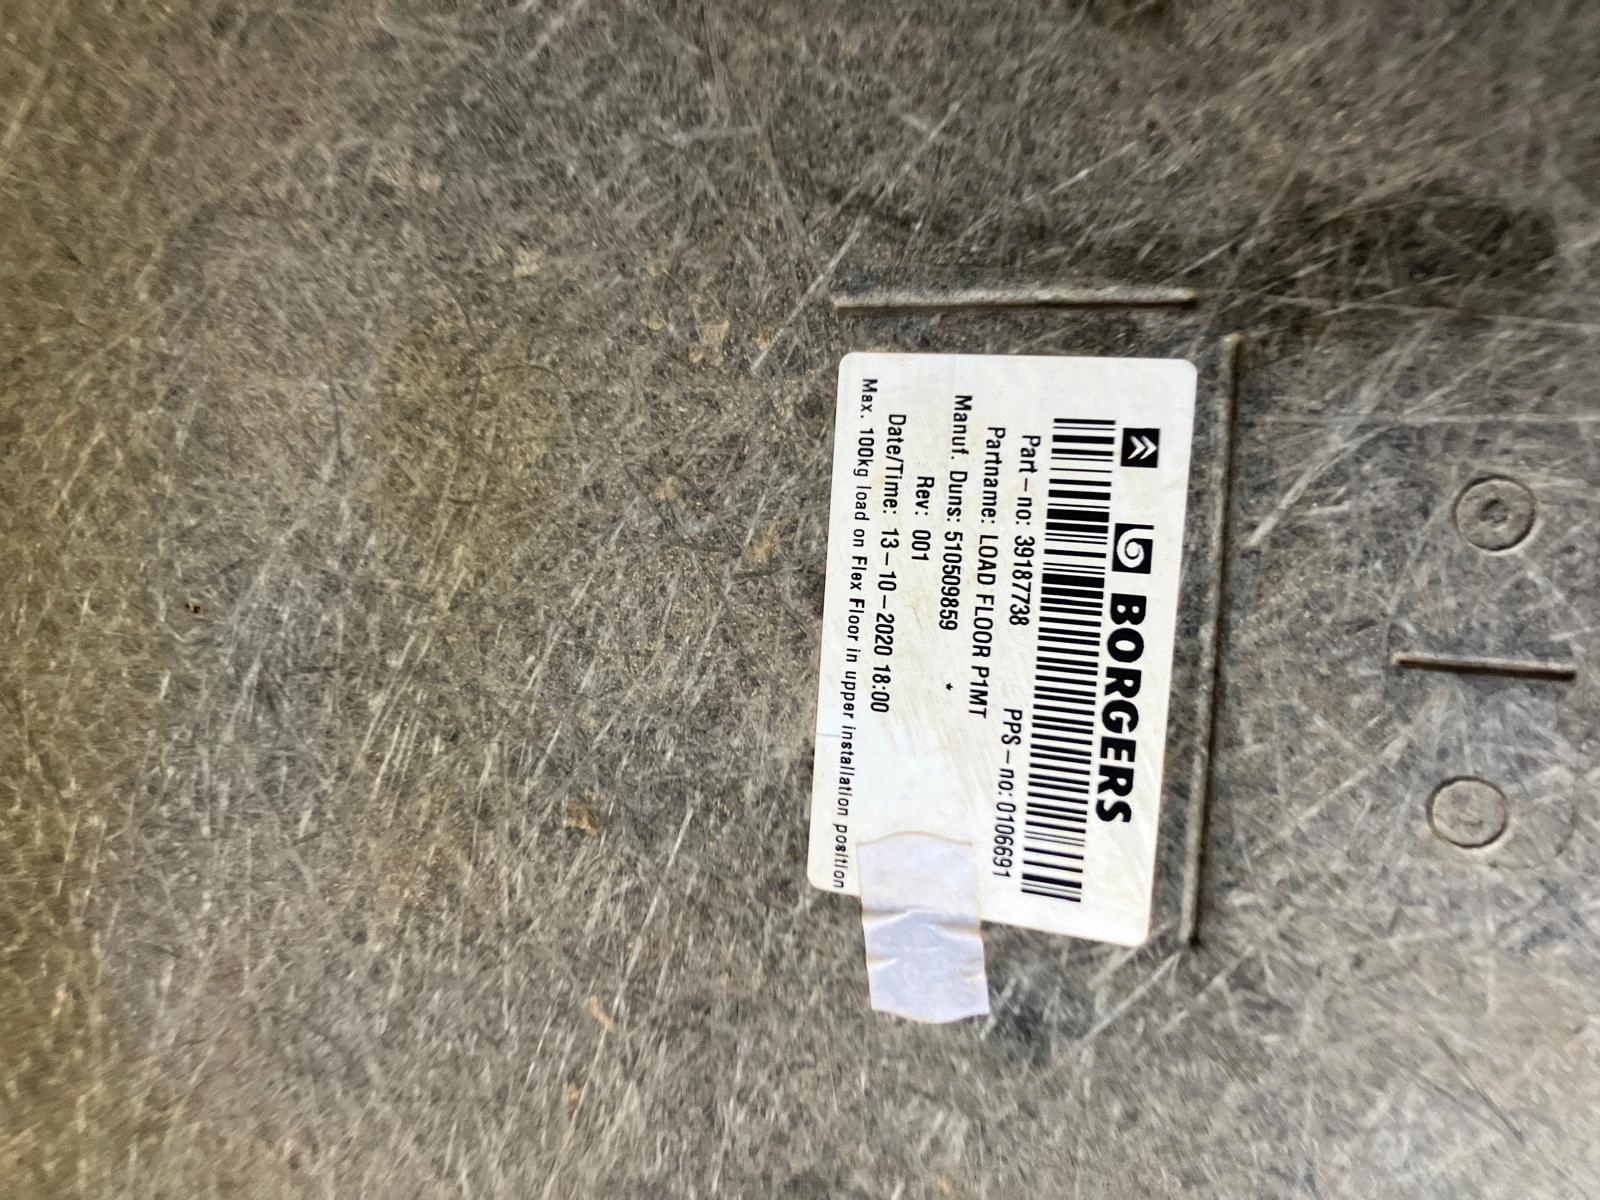 BORGERS
Part-no: 39187738 PPS-no: 0106691
Partname: LOAD FLOOR P1MT
Manuf. Duns: 510509859 *
Rev: 001
Date/Time: 13-10-2020 18:00
Max. 100kg load on Flex Floor in upper installation position